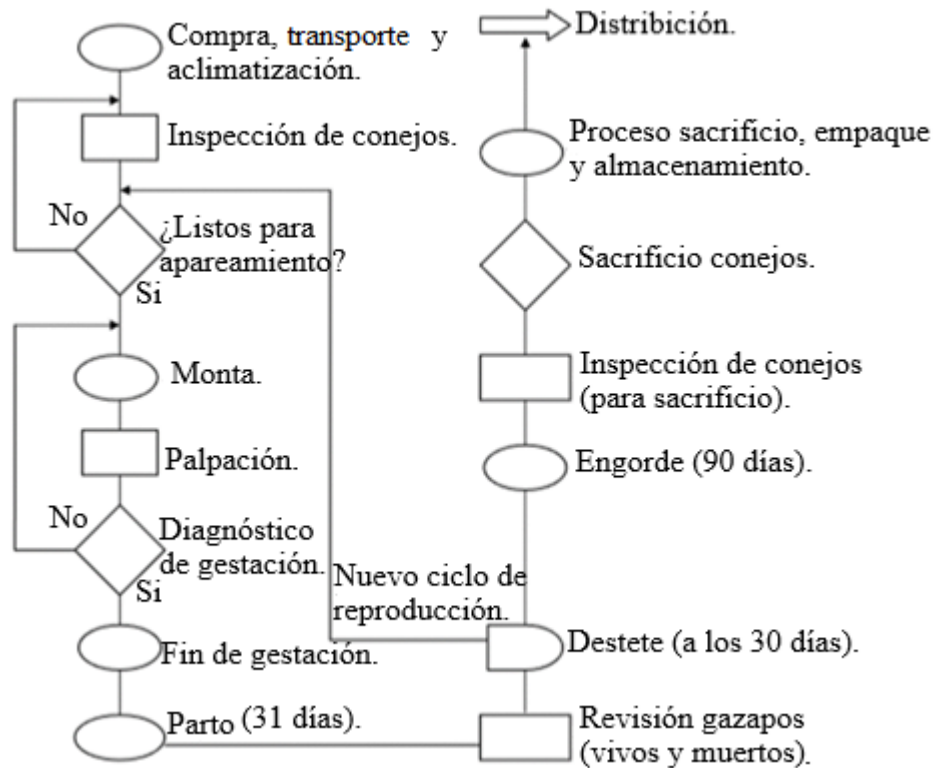 Compra, transporte y
aclimatización.
Inspección de conejos.
No
¿Listos para
apareamiento?
Si
Monta.
Palpación.
No
Diagnóstico
de gestación.
Si
Fin de gestación.
Parto (31 días).
Revisión gazapos
(vivos y muertos).
Destete (a los 30 días).
Nuevo ciclo de
reproducción.
Engorde (90 días).
Inspección de conejos
(para sacrificio).
Sacrificio conejos.
Proceso sacrificio, empaque
y almacenamiento.
Distribición.